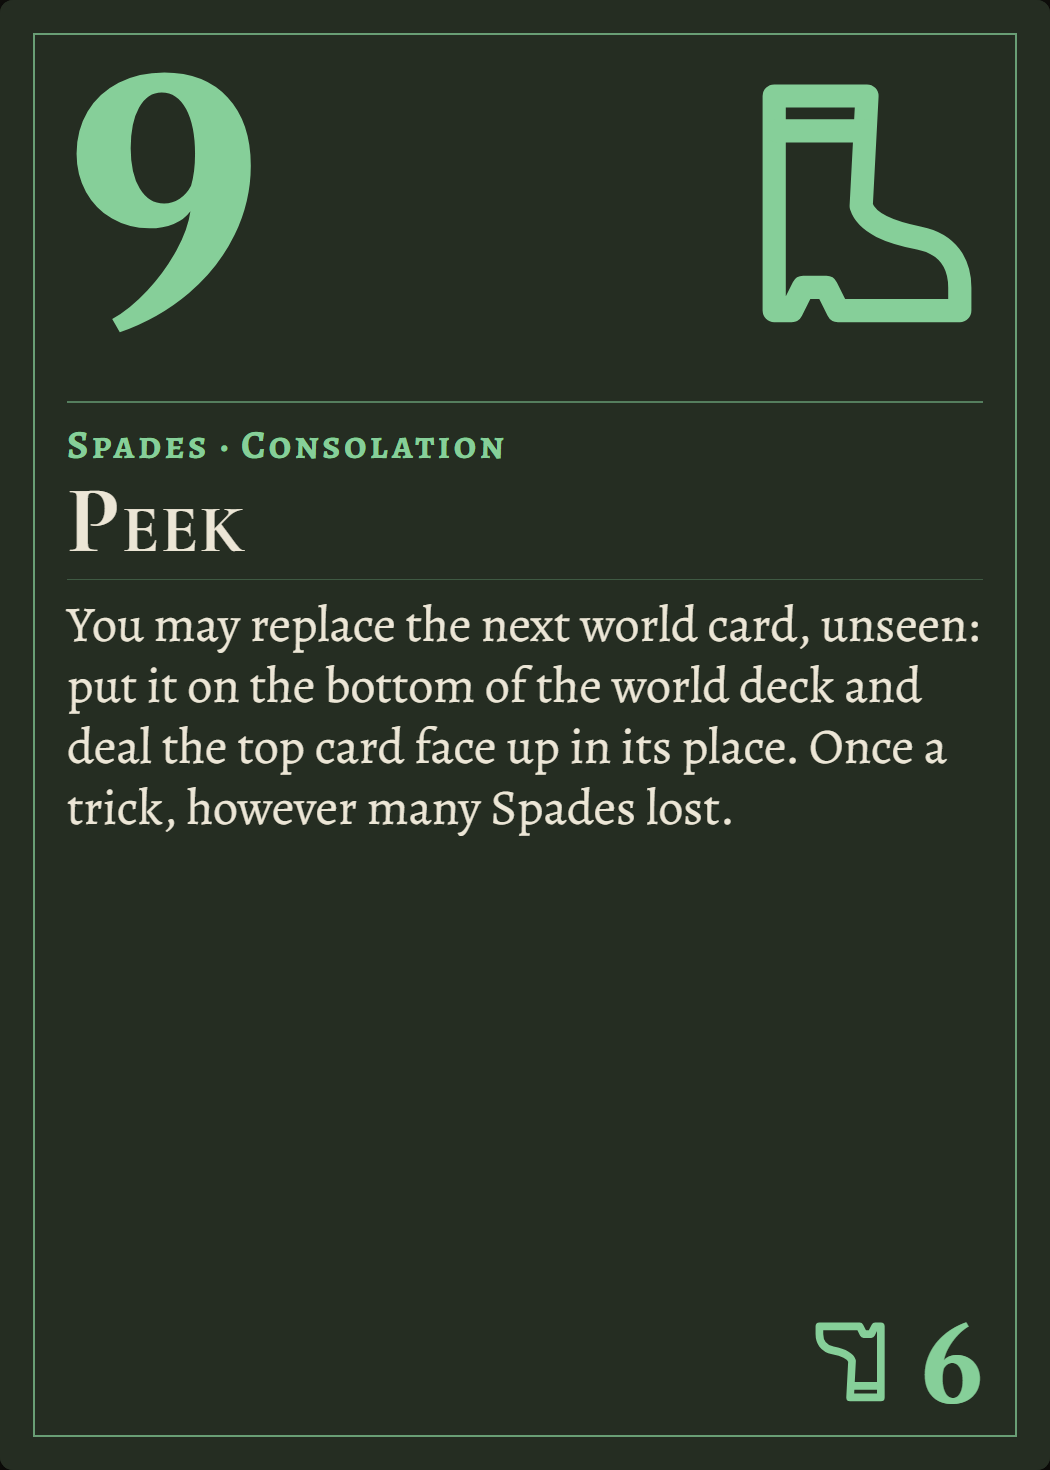 9
Spades · Consolation
Peek
You may replace the next world card, unseen:
put it on the bottom of the world deck and
deal the top card face up in its place. Once a
trick, however many Spades lost.
9